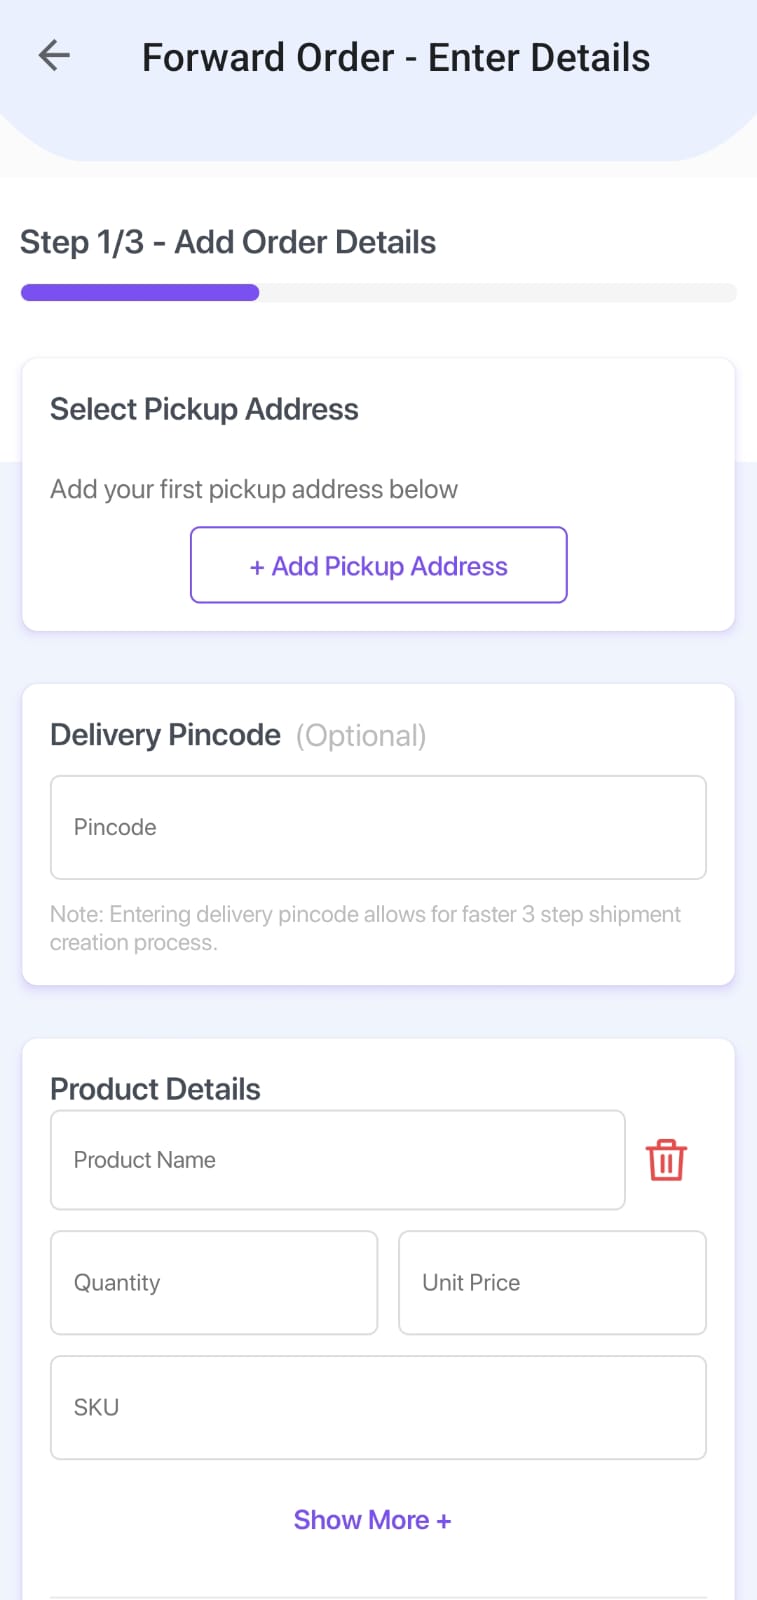 Forward Order - Enter Details
Step 1/3 - Add Order Details
Select Pickup Address
Add your first pickup address below
+ Add Pickup Address
Delivery Pincode (Optional)
Pincode
Note: Entering delivery pincode allows for faster 3 step shipment
creation process.
Product Details
Product Name
Quantity
Unit Price
SKU
Show More +